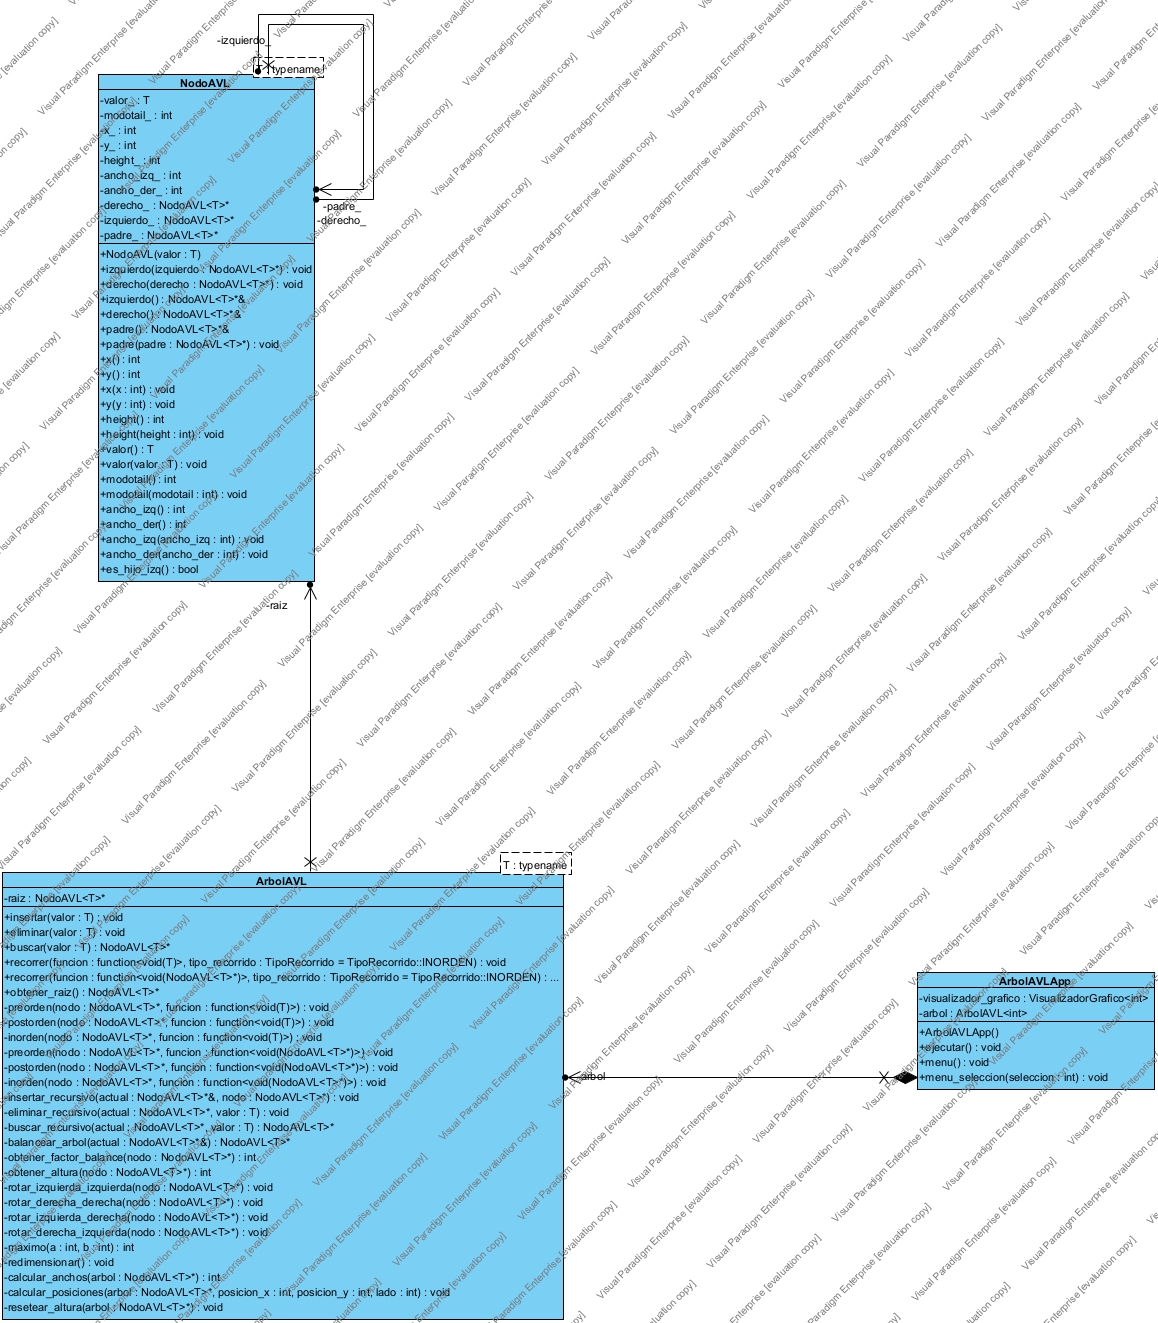 -izquierdo_
T : typename
NodoAVL
-valor_ : T
-modotail_ : int
-x_ : int
-y_ : int
-height_ : int
-ancho_izq_ : int
-ancho_der_ : int
-derecho_ : NodoAVL<T>*
-izquierdo_ : NodoAVL<T>*
-padre_ : NodoAVL<T>*
-padre_
-derecho_
+NodoAVL(valor : T)
+izquierdo(izquierdo : NodoAVL<T>*) : void
+derecho(derecho : NodoAVL<T>*) : void
+izquierdo() : NodoAVL<T>*&
+derecho() : NodoAVL<T>*&
+padre() : NodoAVL<T>*&
+padre(padre : NodoAVL<T>*) : void
+x() : int
+y() : int
+x(x : int) : void
+y(y : int) : void
+height() : int
+height(height : int) : void
+valor() : T
+valor(valor : T) : void
+modotail() : int
+modotail(modotail : int) : void
+ancho_izq() : int
+ancho_der() : int
+ancho_izq(ancho_izq : int) : void
+ancho_der(ancho_der : int) : void
+es_hijo_izq() : bool
-raiz
T : typename
ArbolAVL
-raiz : NodoAVL<T>*
+insertar(valor : T) : void
+eliminar(valor : T) : void
+buscar(valor : T) : NodoAVL<T>*
+recorrer(funcion : function<void(T)>, tipo_recorrido : TipoRecorrido = TipoRecorrido::INORDEN) : void
+recorrer(funcion : function<void(NodoAVL<T>*)>, tipo_recorrido : TipoRecorrido = TipoRecorrido::INORDEN) : ...
+obtener_raiz() : NodoAVL<T>*
-preorden(nodo : NodoAVL<T>*, funcion : function<void(T)>) : void
-postorden(nodo : NodoAVL<T>*, funcion : function<void(T)>) : void
-inorden(nodo : NodoAVL<T>*, funcion : function<void(T)>) : void
-preorden(nodo : NodoAVL<T>*, funcion : function<void(NodoAVL<T>*)>) : void
-postorden(nodo : NodoAVL<T>*, funcion : function<void(NodoAVL<T>*)>) : void
-inorden(nodo : NodoAVL<T>*, funcion : function<void(NodoAVL<T>*)>) : void
-insertar_recursivo(actual : NodoAVL<T>*&, nodo : NodoAVL<T>*) : void
-eliminar_recursivo(actual : NodoAVL<T>*, valor : T) : void
-buscar_recursivo(actual : NodoAVL<T>*, valor : T) : NodoAVL<T>*
-balancear_arbol(actual : NodoAVL<T>*&) : NodoAVL<T>*
-obtener_factor_balance(nodo : NodoAVL<T>*) : int
-obtener_altura(nodo : NodoAVL<T>*) : int
-rotar_izquierda_izquierda(nodo : NodoAVL<T>*) : void
-rotar_derecha_derecha(nodo : NodoAVL<T>*) : void
-rotar_izquierda_derecha(nodo : NodoAVL<T>*) : void
-rotar_derecha_izquierda(nodo : NodoAVL<T>*) : void
-maximo(a : int, b : int) : int
-redimensionar() : void
-calcular_anchos(arbol : NodoAVL<T>*) : int
-calcular_posiciones(arbol : NodoAVL<T>*, posicion_x : int, posicion_y : int, lado : int) : void
-resetear_altura(arbol : NodoAVL<T>*) : void
-arbol
ArbolAVLApp
-visualizador_grafico : VisualizadorGrafico<int>
-arbol : ArbolAVL<int>
+ArbolAVLApp()
+ejecutar() : void
+menu() : void
+menu_seleccion(seleccion : int) : void
Visual Paradigm Enterprise [evaluation copy]